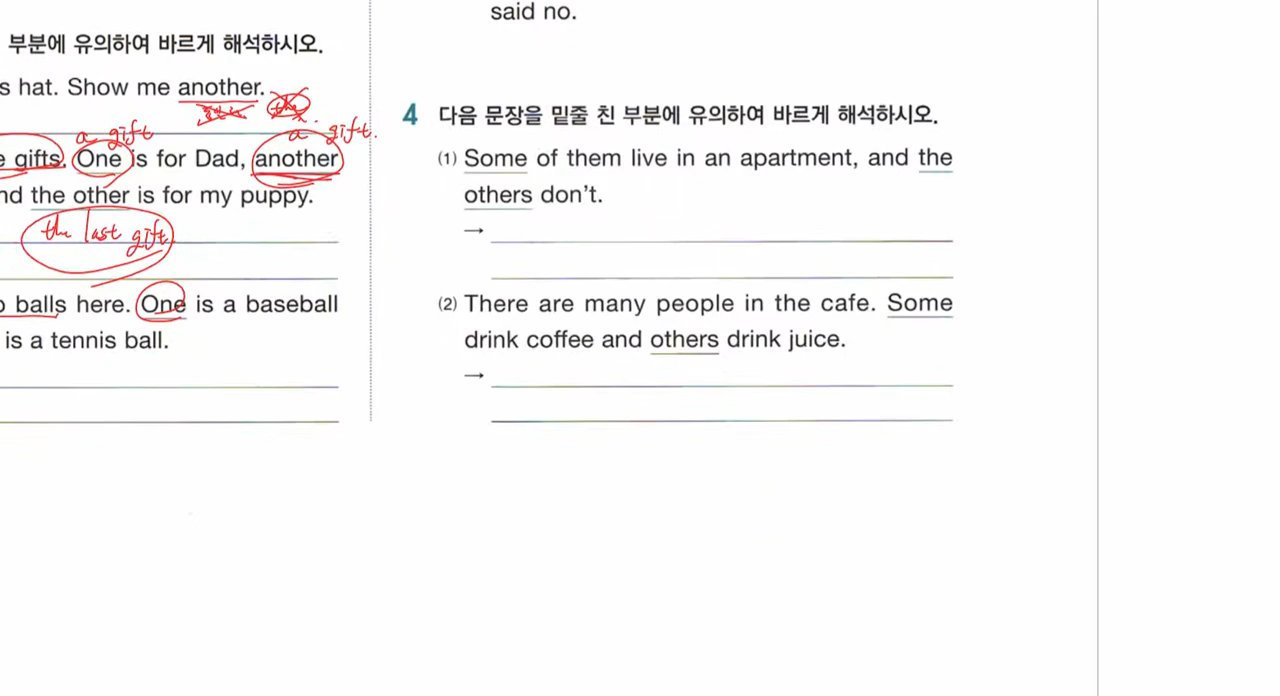 부분에 유의하여 바르게 해석하시오.
s hat. Show me another.
a gift
a gift.
e gifts. One is for Dad, another
nd the other is for my puppy.
the last gift
o balls here. One is a baseball
is a tennis ball.
said no.
4 다음 문장을 밑줄 친 부분에 유의하여 바르게 해석하시오.
(1) Some of them live in an apartment, and the
others don't.
→
(2) There are many people in the cafe. Some
drink coffee and others drink juice.
→